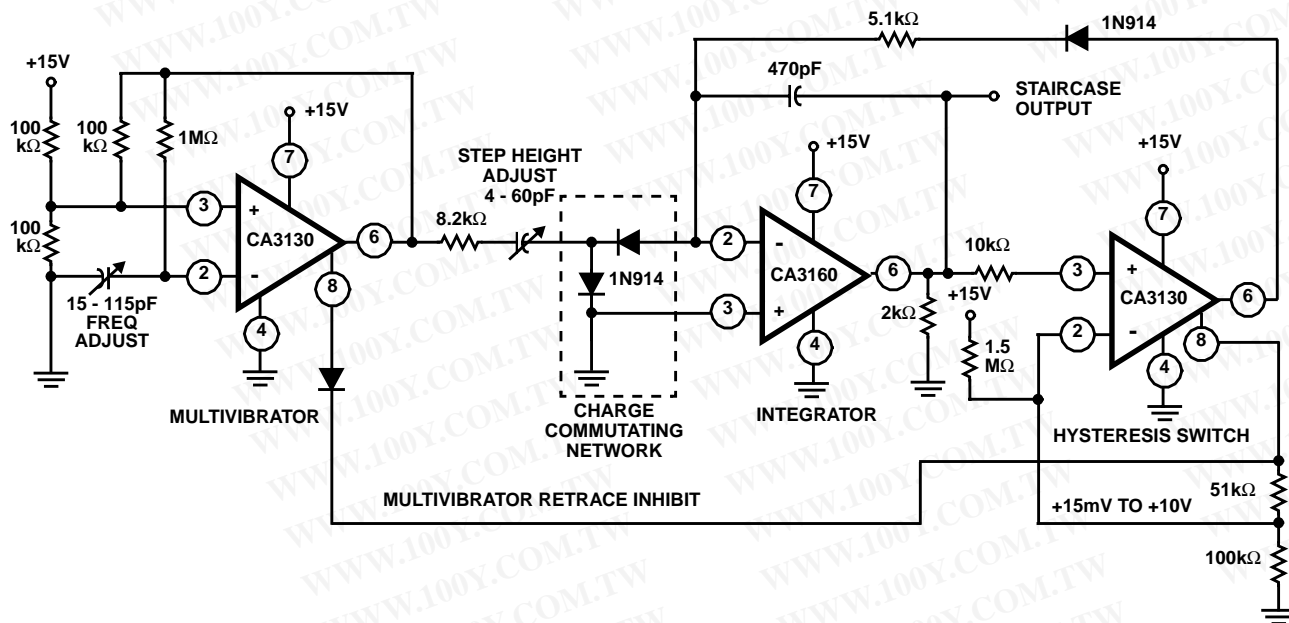 5.1kΩ
1N914
+15V
470pF
STAIRCASE
OUTPUT
100
kΩ
100
kΩ
1MΩ
+15V
7
STEP HEIGHT
ADJUST
4 - 60pF
+15V
7
+15V
7
3
+
CA3130
6
8.2kΩ
2
-
CA3160
6
10kΩ
3
+
CA3130
6
100
kΩ
2
-
8
1N914
3
+
+15V
2kΩ
2
-
8
15 - 115pF
FREQ
ADJUST
4
4
1.5
MΩ
4
MULTIVIBRATOR
CHARGE
COMMUTATING
NETWORK
INTEGRATOR
HYSTERESIS SWITCH
MULTIVIBRATOR RETRACE INHIBIT
+15mV TO +10V
51kΩ
100kΩ
WWW.100Y.COM.TW